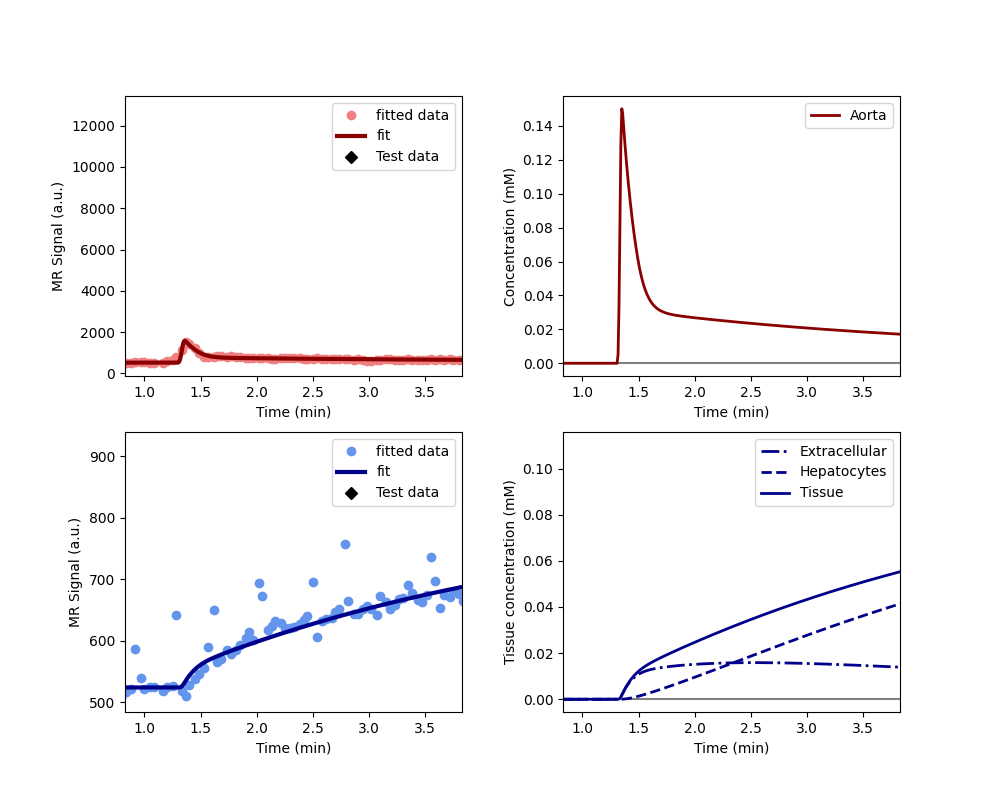 MR Signal (a.u.)
12000
10000
8000
6000
4000
2000
0
1.0 1.5 2.0 2.5 3.0 3.5
Time (min)
fitted data
fit
Test data
Concentration (mM)
0.14
0.12
0.10
0.08
0.06
0.04
0.02
0.00
1.0 1.5 2.0 2.5 3.0 3.5
Time (min)
Aorta
MR Signal (a.u.)
900
800
700
600
500
1.0 1.5 2.0 2.5 3.0 3.5
Time (min)
fitted data
fit
Test data
Tissue concentration (mM)
0.10
0.08
0.06
0.04
0.02
0.00
1.0 1.5 2.0 2.5 3.0 3.5
Time (min)
Extracellular
Hepatocytes
Tissue